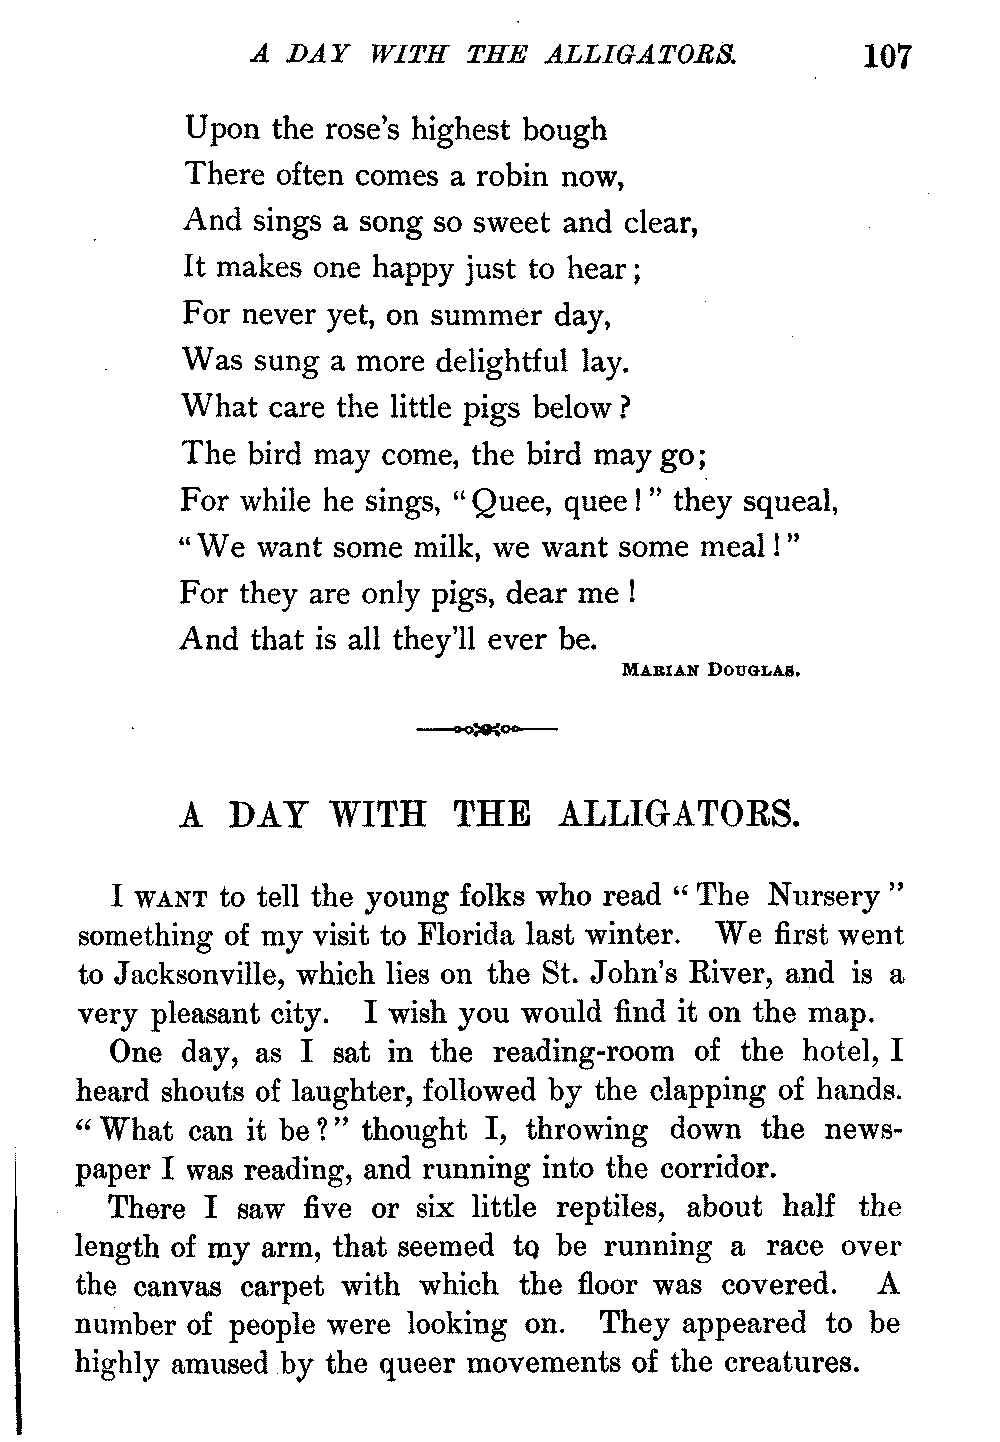 A DAY WITH THE ALLIGATORS. 107
Upon the rose's highest bough
There often comes a robin now,
And sings a song so sweet and clear,
It makes one happy just to hear;
For never yet, on summer day,
Was sung a more delightful lay.
What care the little pigs below?
The bird may come, the bird may go;
For while he sings, "Quee, quee!" they squeal,
"We want some milk, we want some meal!"
For they are only pigs, dear me!
And that is all they'll ever be.
MARIAN DOUGLAS.
A DAY WITH THE ALLIGATORS.
I WANT to tell the young folks who read "The Nursery"
something of my visit to Florida last winter. We first went
to Jacksonville, which lies on the St. John's River, and is a
very pleasant city. I wish you would find it on the map.
One day, as I sat in the reading-room of the hotel, I
heard shouts of laughter, followed by the clapping of hands.
"What can it be?" thought I, throwing down the news-
paper I was reading, and running into the corridor.
There I saw five or six little reptiles, about half the
length of my arm, that seemed to be running a race over
the canvas carpet with which the floor was covered. A
number of people were looking on. They appeared to be
highly amused by the queer movements of the creatures.